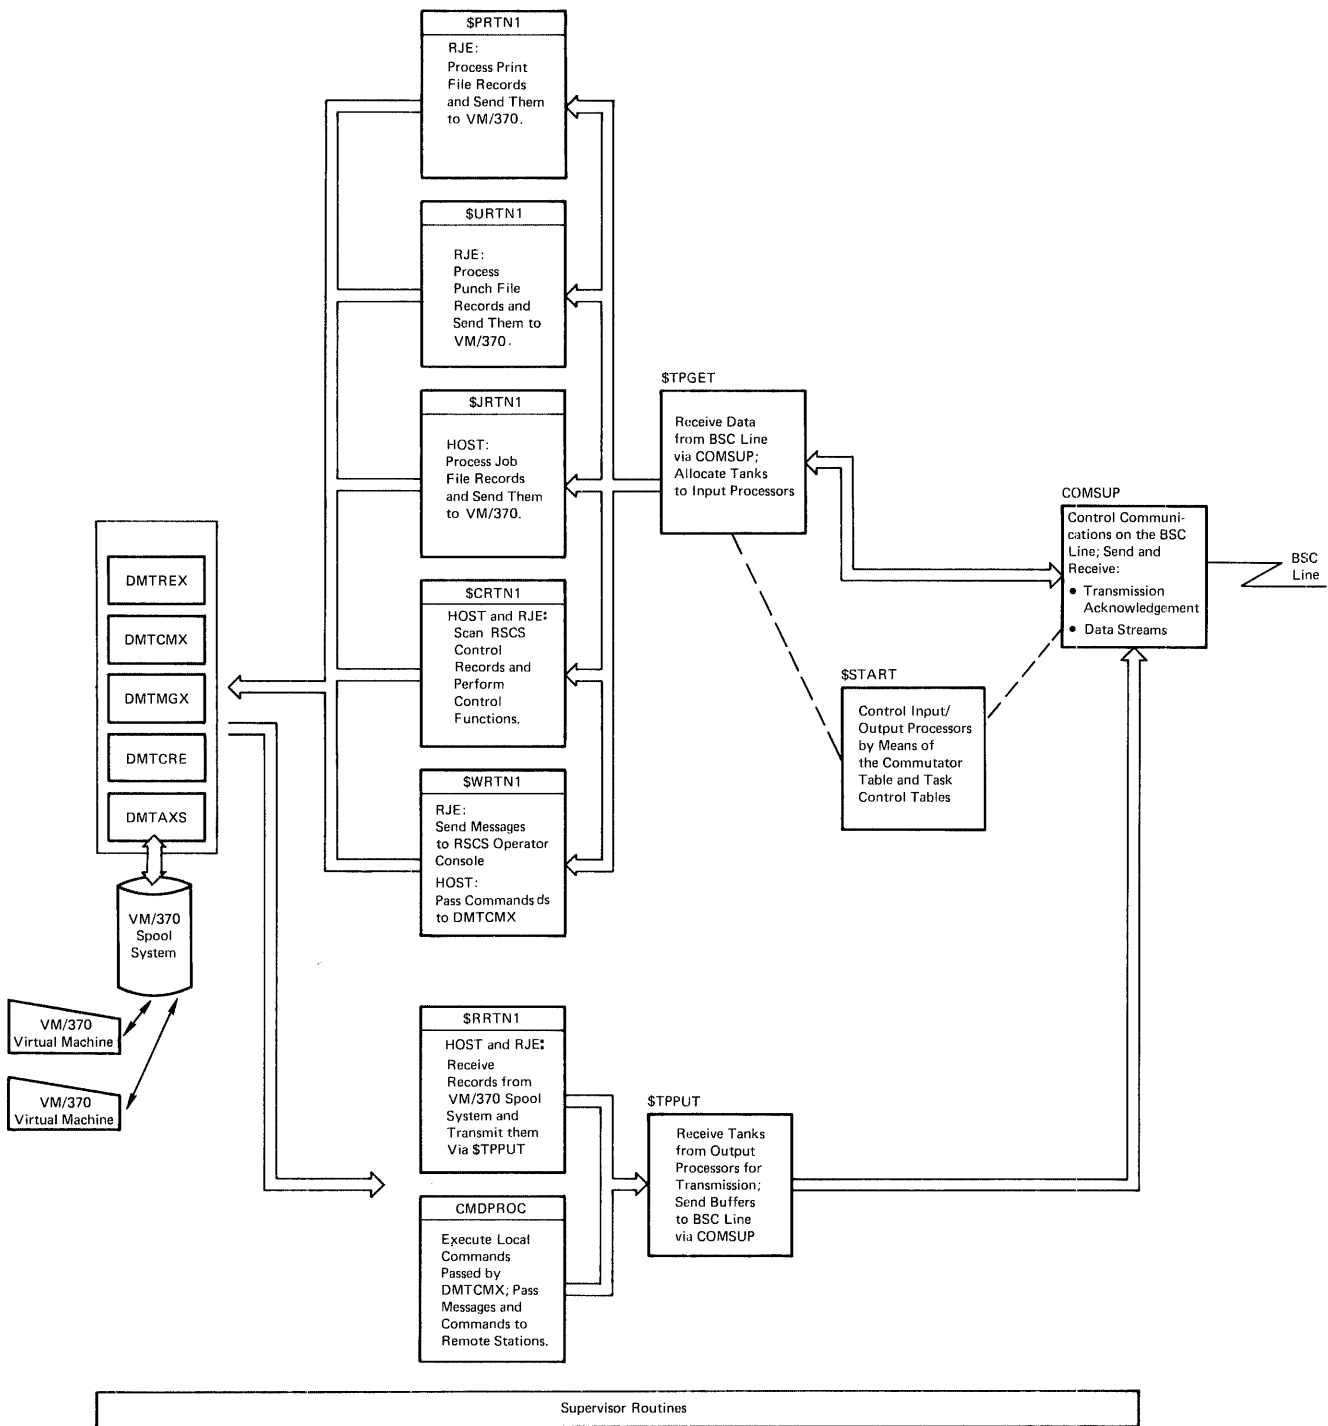 $PRTN1
RJE:
Process Print
File Records
and Send Them
to VM/370.
$URTN1
RJE:
Process
Punch File
Records and
Send Them to
VM/370.
$JRTN1
HOST:
Process Job
File Records
and Send Them
to VM/370.
$CRTN1
HOST and RJE:
Scan RSCS
Control
Records and
Perform
Control
Functions.
$WRTN1
RJE:
Send Messages
to RSCS Operator
Console
HOST:
Pass Commands ds
to DMTCMX
$TPGET
Receive Data
from BSC Line
via COMSUP;
Allocate Tanks
to Input Processors
COMSUP
Control Communi-
cations on the BSC
Line; Send and
Receive:
• Transmission
Acknowledgement
• Data Streams
BSC
Line
$START
Control Input/
Output Processors
by Means of
the Commutator
Table and Task
Control Tables
DMTREX
DMTCMX
DMTMGX
DMTCRE
DMTAXS
VM/370
Spool
System
VM/370
Virtual Machine
VM/370
Virtual Machine
$RRTN1
HOST and RJE:
Receive
Records from
VM/370 Spool
System and
Transmit them
Via $TPPUT
CMDPROC
Execute Local
Commands
Passed by
DMTCMX; Pass
Messages and
Commands to
Remote Stations.
$TPPUT
Receive Tanks
from Output
Processors for
Transmission;
Send Buffers
to BSC Line
via COMSUP
Supervisor Routines